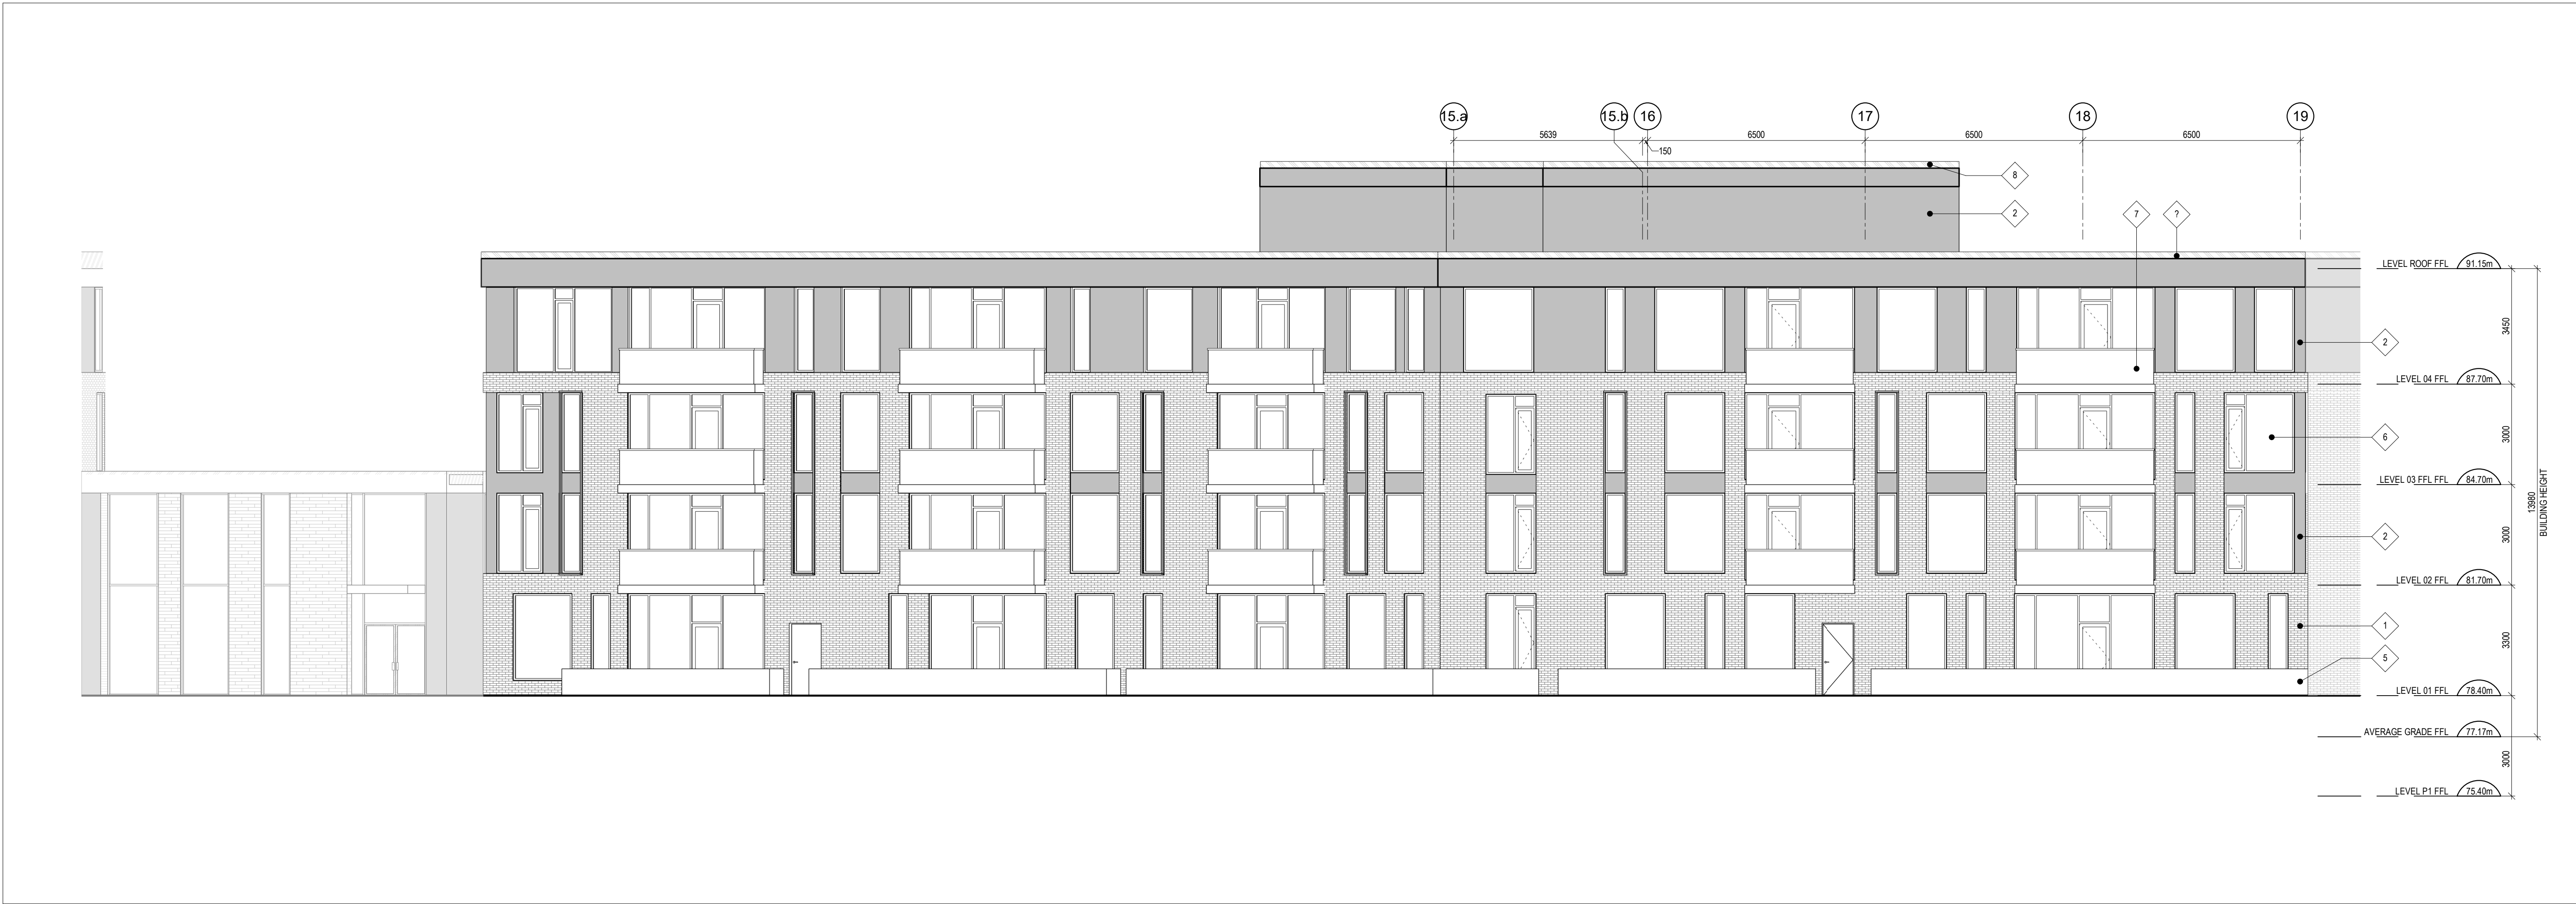 15.a 15.b 16 17 18 19
5639 6500 6500 6500
150
8
2
7 ?
LEVEL ROOF FFL 91.15m
3450
2
LEVEL 04 FFL 87.70m
6
3000
LEVEL 03 FFL FFL 84.70m
13980
BUILDING HEIGHT
2
3000
LEVEL 02 FFL 81.70m
1
3300
5
LEVEL 01 FFL 78.40m
AVERAGE GRADE FFL 77.17m
3000
LEVEL P1 FFL 75.40m